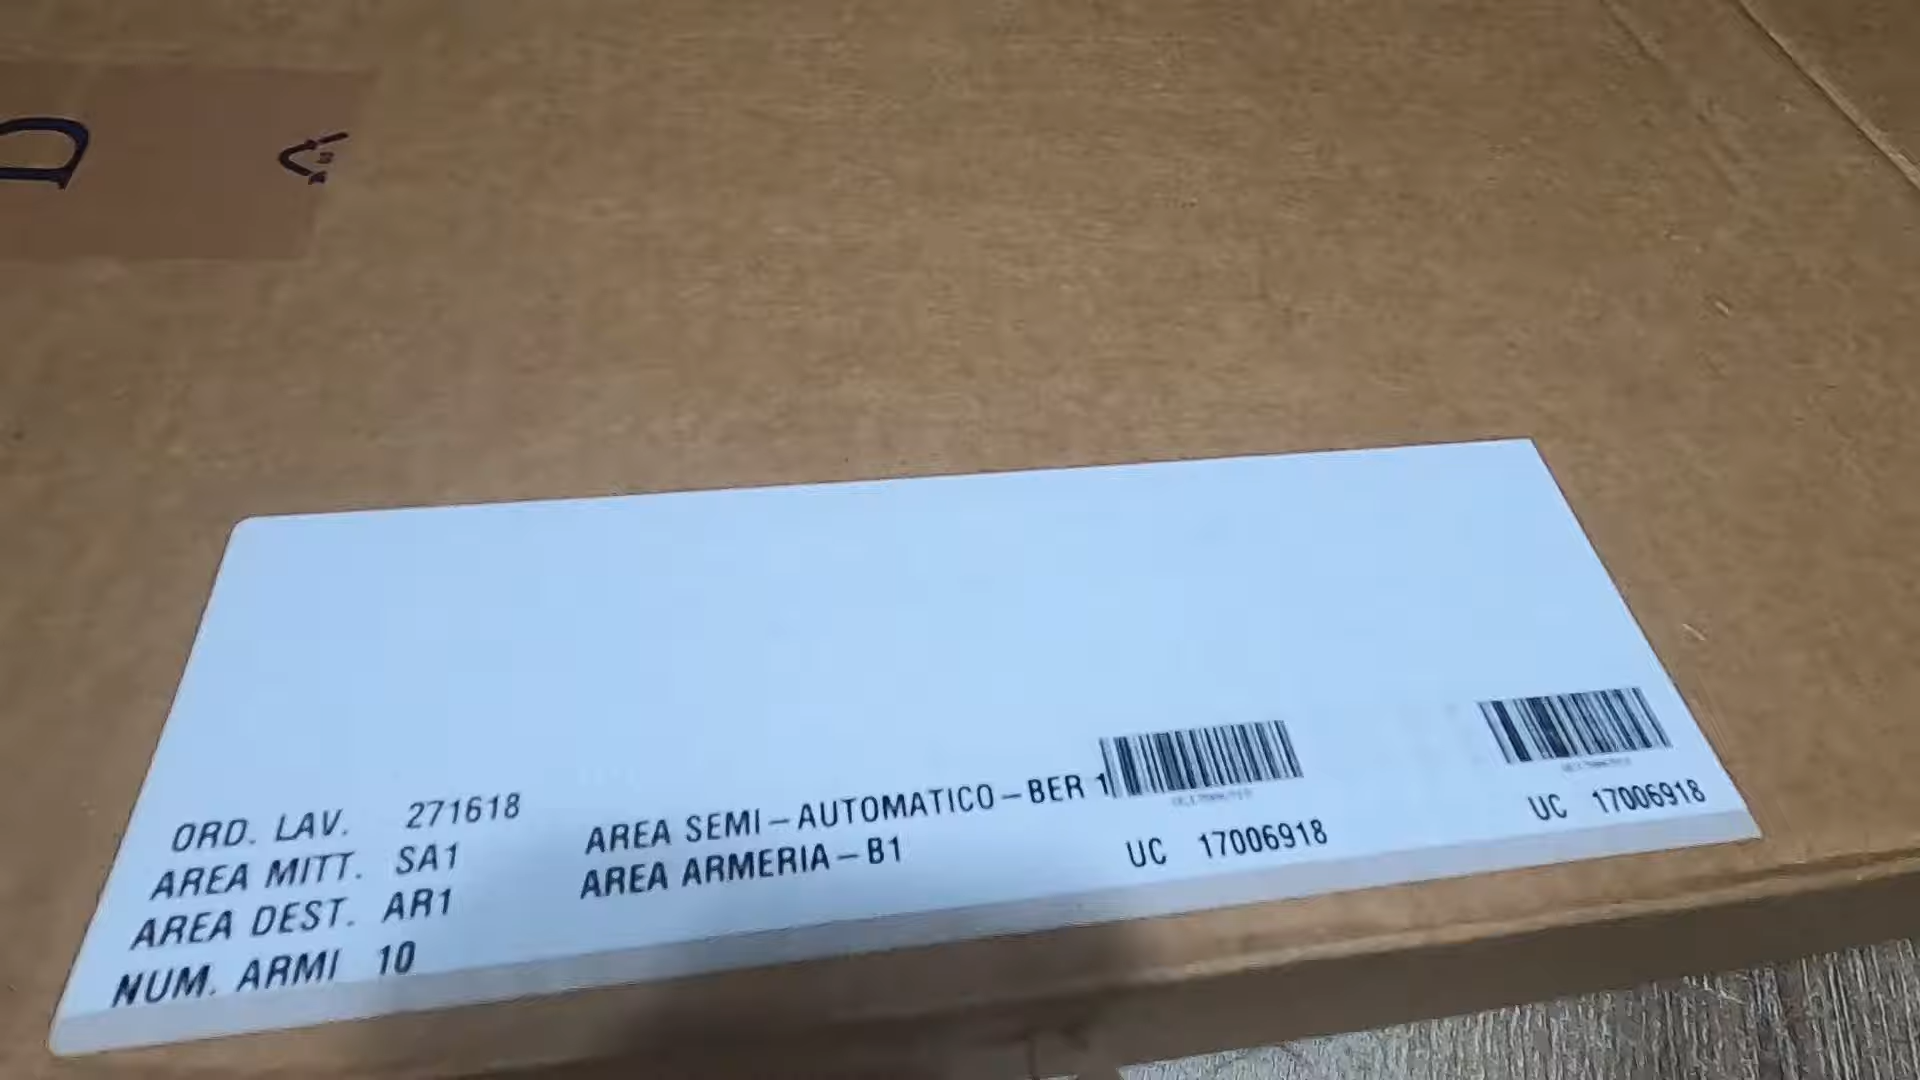 ORD. LAV. 271618
AREA MITT. SA1 AREA SEMI-AUTOMATICO-BER 1
AREA DEST. AR1 AREA ARMERIA-B1
NUM. ARMI 10
UC 17006918
UC 17006918